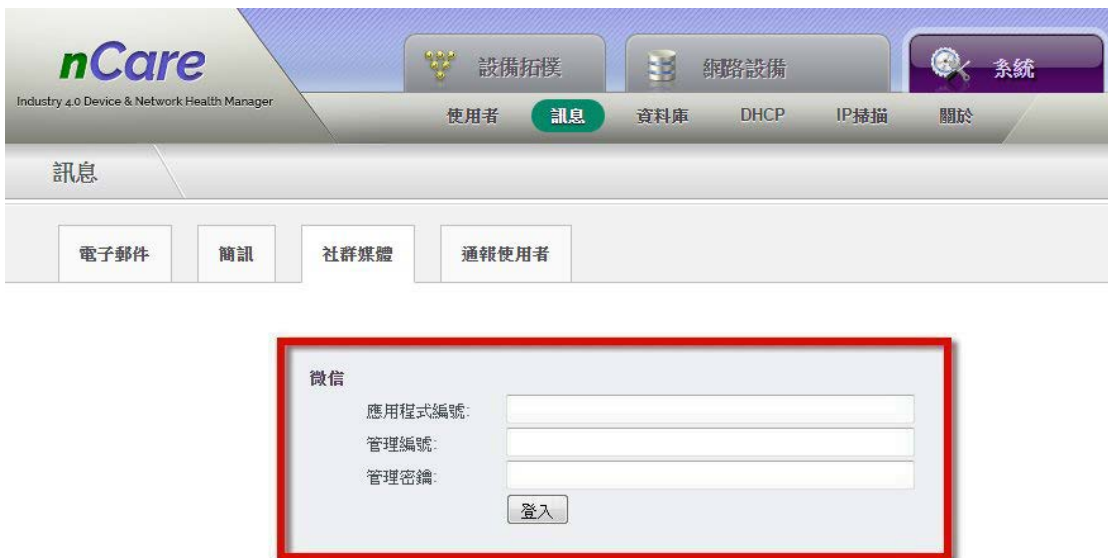 nCare
Industry 4.0 Device & Network Health Manager
設備拓樸 網路設備 系統
使用者 訊息 資料庫 DHCP IP掃描 關於
訊息
電子郵件 簡訊 社群媒體 通報使用者
微信
應用程式編號:
管理編號:
管理密鑰:
登入